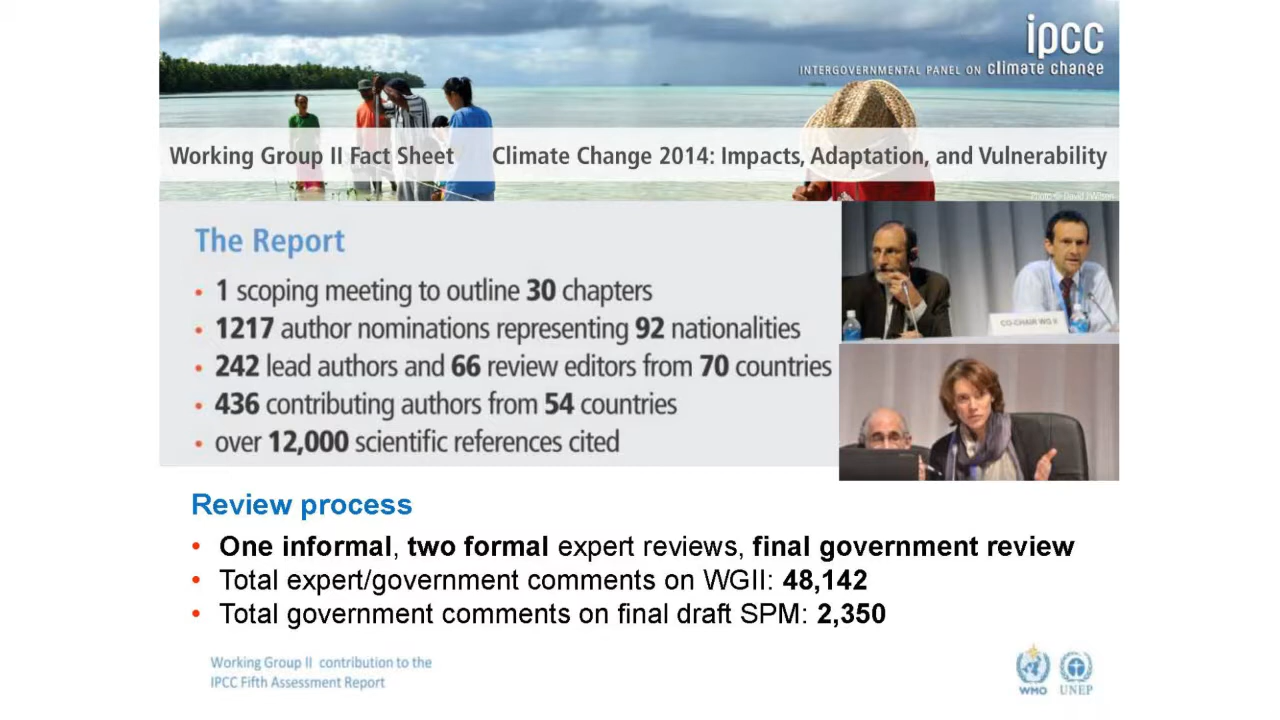 ipcc
INTERGOVERNMENTAL PANEL ON climate change
Working Group II Fact Sheet Climate Change 2014: Impacts, Adaptation, and Vulnerability
Photo: © David J Wilson
The Report
• 1 scoping meeting to outline 30 chapters
• 1217 author nominations representing 92 nationalities
• 242 lead authors and 66 review editors from 70 countries
• 436 contributing authors from 54 countries
• over 12,000 scientific references cited
CO-CHAIR WG II
Review process
• One informal, two formal expert reviews, final government review
• Total expert/government comments on WGII: 48,142
• Total government comments on final draft SPM: 2,350
Working Group II contribution to the
IPCC Fifth Assessment Report
WMO UNEP